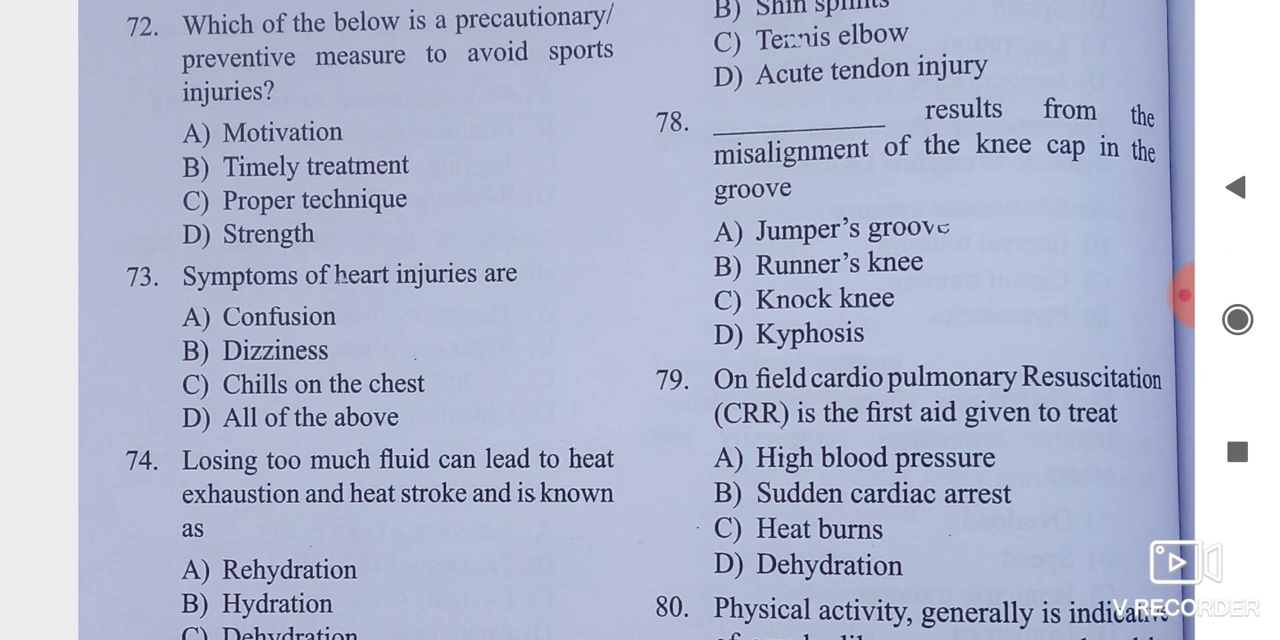 72. Which of the below is a precautionary/
preventive measure to avoid sports
injuries?
A) Motivation
B) Timely treatment
C) Proper technique
D) Strength
73. Symptoms of heart injuries are
A) Confusion
B) Dizziness
C) Chills on the chest
D) All of the above
74. Losing too much fluid can lead to heat
exhaustion and heat stroke and is known
as
A) Rehydration
B) Hydration
C) Dehydration
B) Shin splints
C) Tennis elbow
D) Acute tendon injury
78. ____________ results from the
misalignment of the knee cap in the
groove
A) Jumper's groove
B) Runner's knee
C) Knock knee
D) Kyphosis
79. On field cardio pulmonary Resuscitation
(CRR) is the first aid given to treat
A) High blood pressure
B) Sudden cardiac arrest
C) Heat burns
D) Dehydration
80. Physical activity, generally is indicative
V RECORDER